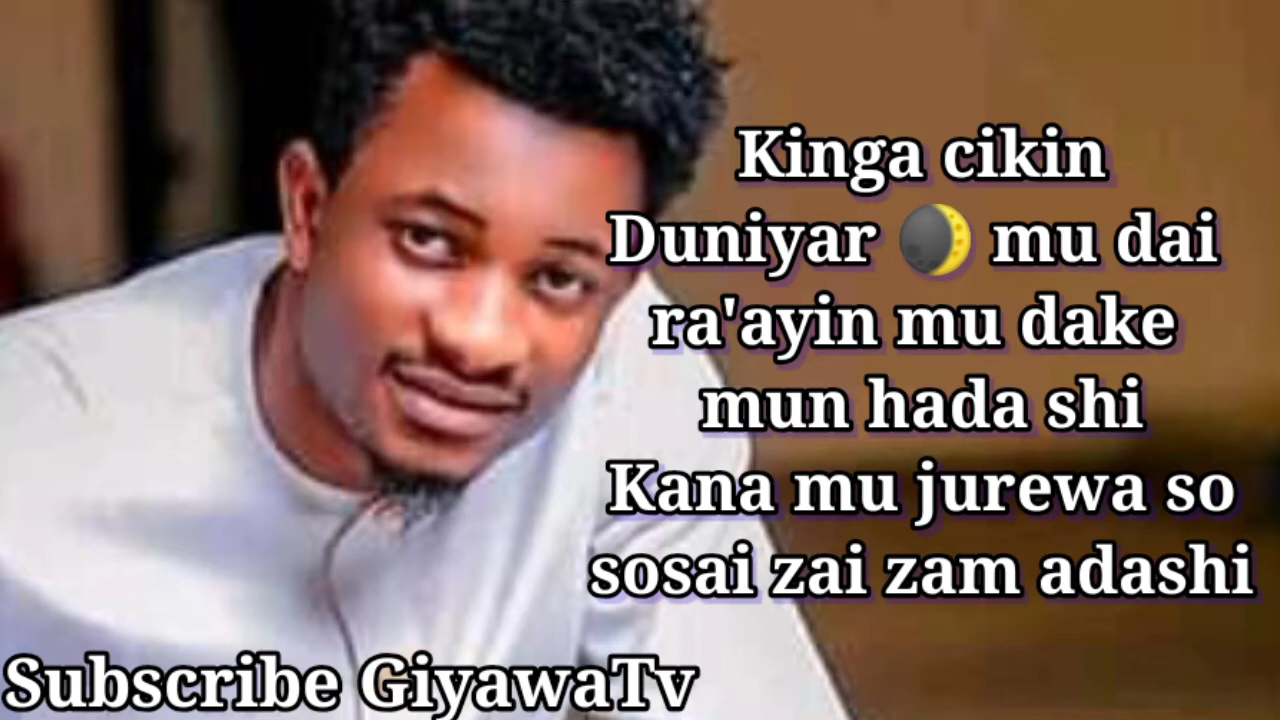 Kinga cikin
Duniyar 🌒 mu dai
ra'ayin mu dake
mun hada shi
Kana mu jurewa so
sosai zai zam adashi
Subscribe GiyawaTv